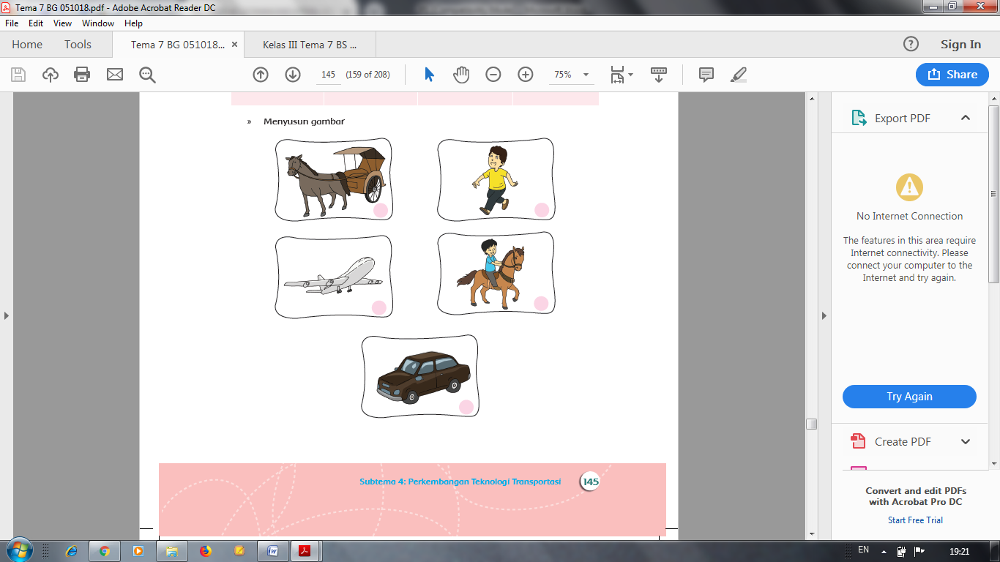 Tema 7 BG 051018.pdf - Adobe Acrobat Reader DC
File Edit View Window Help
Home Tools Tema 7 BG 051018... × Kelas III Tema 7 BS ... Sign In
145 (159 of 208) 75% Share
» Menyusun gambar
Export PDF
No Internet Connection
The features in this area require
Internet connectivity. Please
connect your computer to the
Internet and try again.
Try Again
Create PDF
Subtema 4: Perkembangan Teknologi Transportasi 145
Convert and edit PDFs
with Acrobat Pro DC
Start Free Trial
EN 19:21